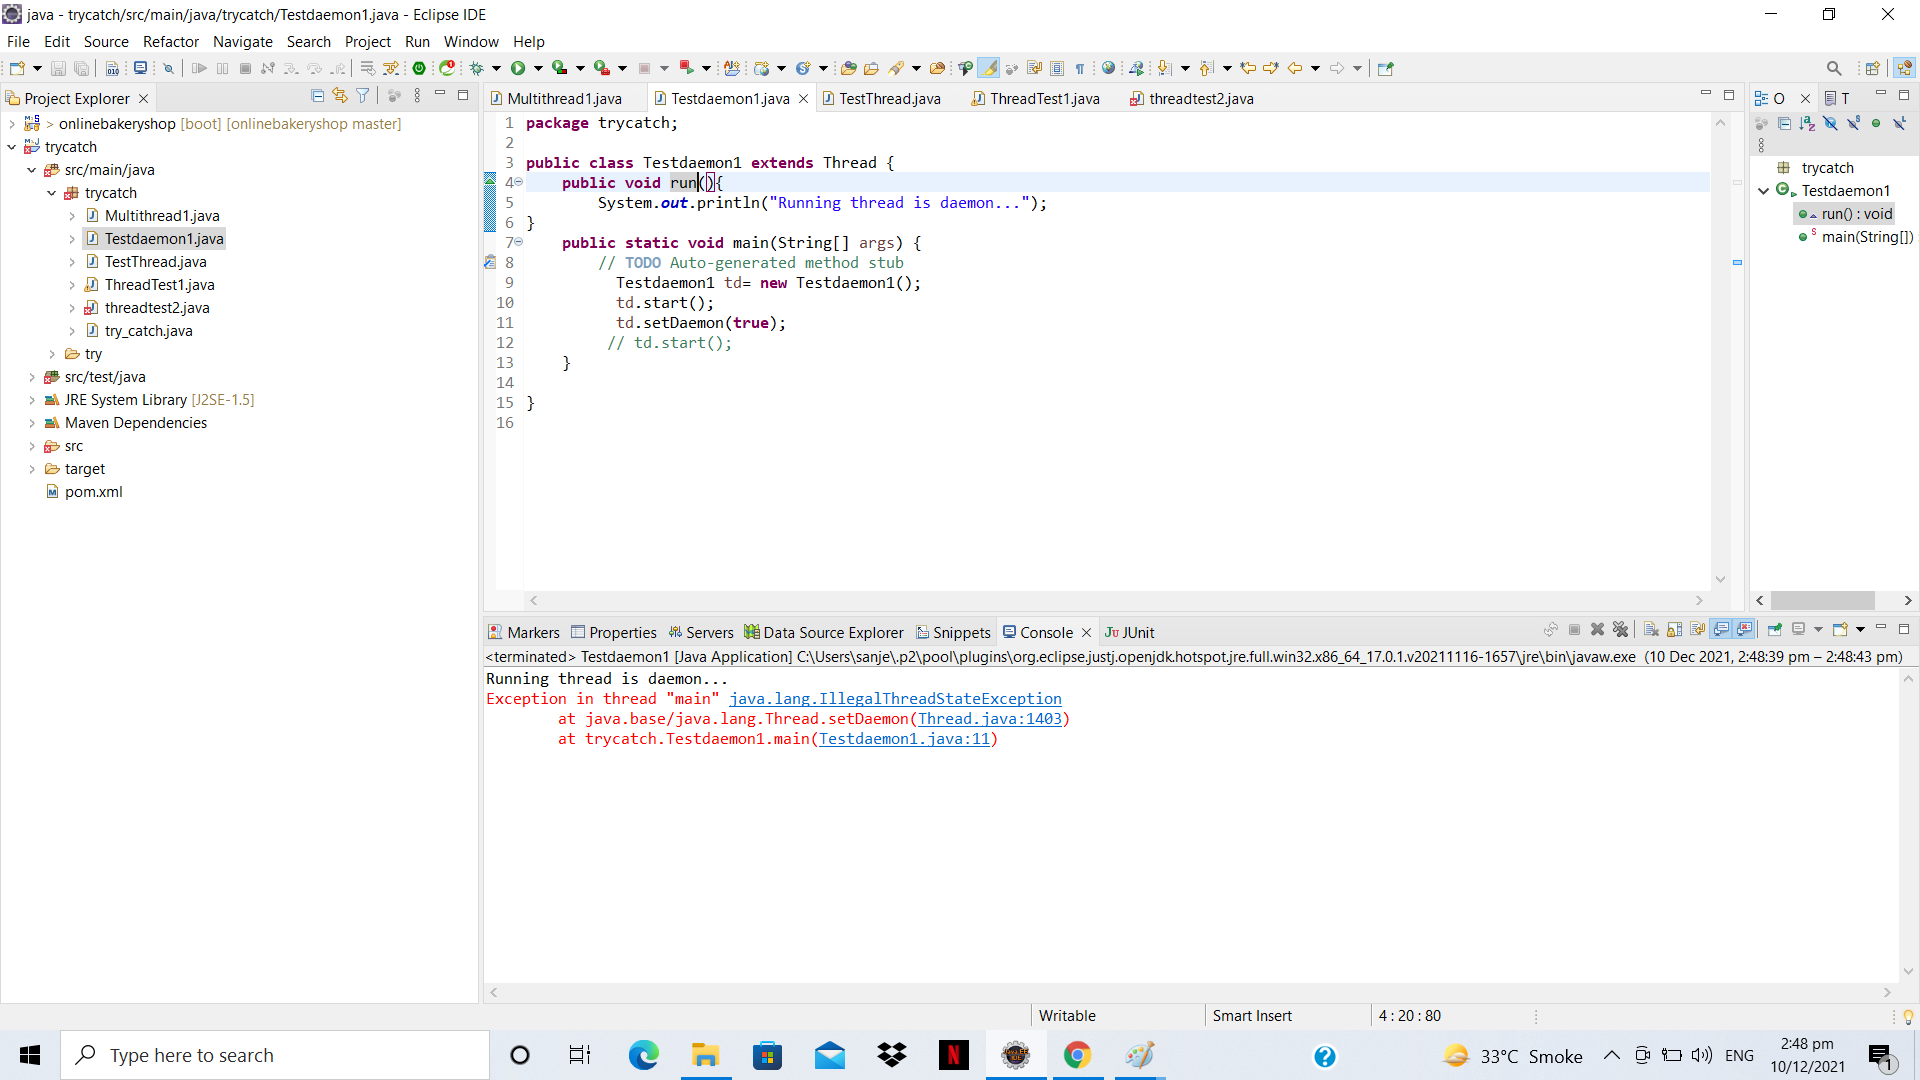 java - trycatch/src/main/java/trycatch/Testdaemon1.java - Eclipse IDE
File Edit Source Refactor Navigate Search Project Run Window Help
Project Explorer
> onlinebakeryshop [boot] [onlinebakeryshop master]
trycatch
src/main/java
trycatch
Multithread1.java
Testdaemon1.java
TestThread.java
ThreadTest1.java
threadtest2.java
try_catch.java
try
src/test/java
JRE System Library [J2SE-1.5]
Maven Dependencies
src
target
pom.xml
Multithread1.java Testdaemon1.java TestThread.java ThreadTest1.java threadtest2.java
1 package trycatch;
2
3 public class Testdaemon1 extends Thread {
4 public void run(){
5 System.out.println("Running thread is daemon...");
6 }
7 public static void main(String[] args) {
8 // TODO Auto-generated method stub
9 Testdaemon1 td= new Testdaemon1();
10 td.start();
11 td.setDaemon(true);
12 // td.start();
13 }
14
15 }
16
O T
trycatch
Testdaemon1
run() : void
main(String[])
Markers Properties Servers Data Source Explorer Snippets Console JUnit
<terminated> Testdaemon1 [Java Application] C:\Users\sanje\.p2\pool\plugins\org.eclipse.justj.openjdk.hotspot.jre.full.win32.x86_64_17.0.1.v20211116-1657\jre\bin\javaw.exe (10 Dec 2021, 2:48:39 pm – 2:48:43 pm)
Running thread is daemon...
Exception in thread "main" java.lang.IllegalThreadStateException
at java.base/java.lang.Thread.setDaemon(Thread.java:1403)
at trycatch.Testdaemon1.main(Testdaemon1.java:11)
Writable Smart Insert 4 : 20 : 80
Type here to search
33°C Smoke
ENG
2:48 pm
10/12/2021
1